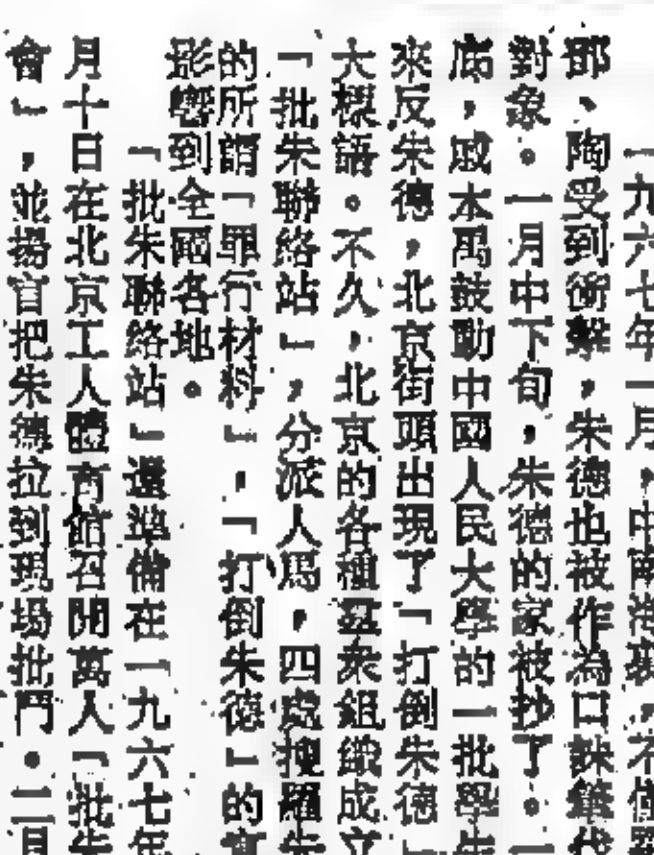 一九六七年一月，中南海裏，不僅
鄧、陶受到衝擊，朱德也被作為口誅筆伐
對象。一月中下旬，朱德的家被抄了。一
底，戚本禹鼓動中國人民大學的一批學生
來反朱德，北京街頭出現了「打倒朱德」
大標語。不久，北京的各種羣衆組織成立
「批朱聯絡站」，分派人馬，四處搜羅朱
的所謂「罪行材料」，「打倒朱德」的
影響到全國各地。
「批朱聯絡站」還準備在一九六七年
月十日在北京工人體育館召開萬人「批朱
會」，並揚言把朱德拉到現場批鬥。二月